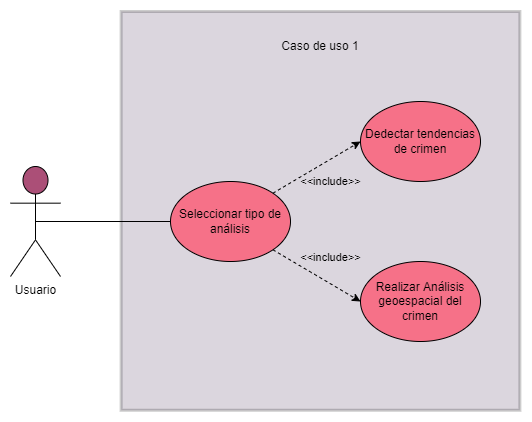 Caso de uso 1
Dedectar tendencias
de crimen
<<include>>
Seleccionar tipo de
análisis
<<include>>
Realizar Análisis
geoespacial del
crimen
Usuario